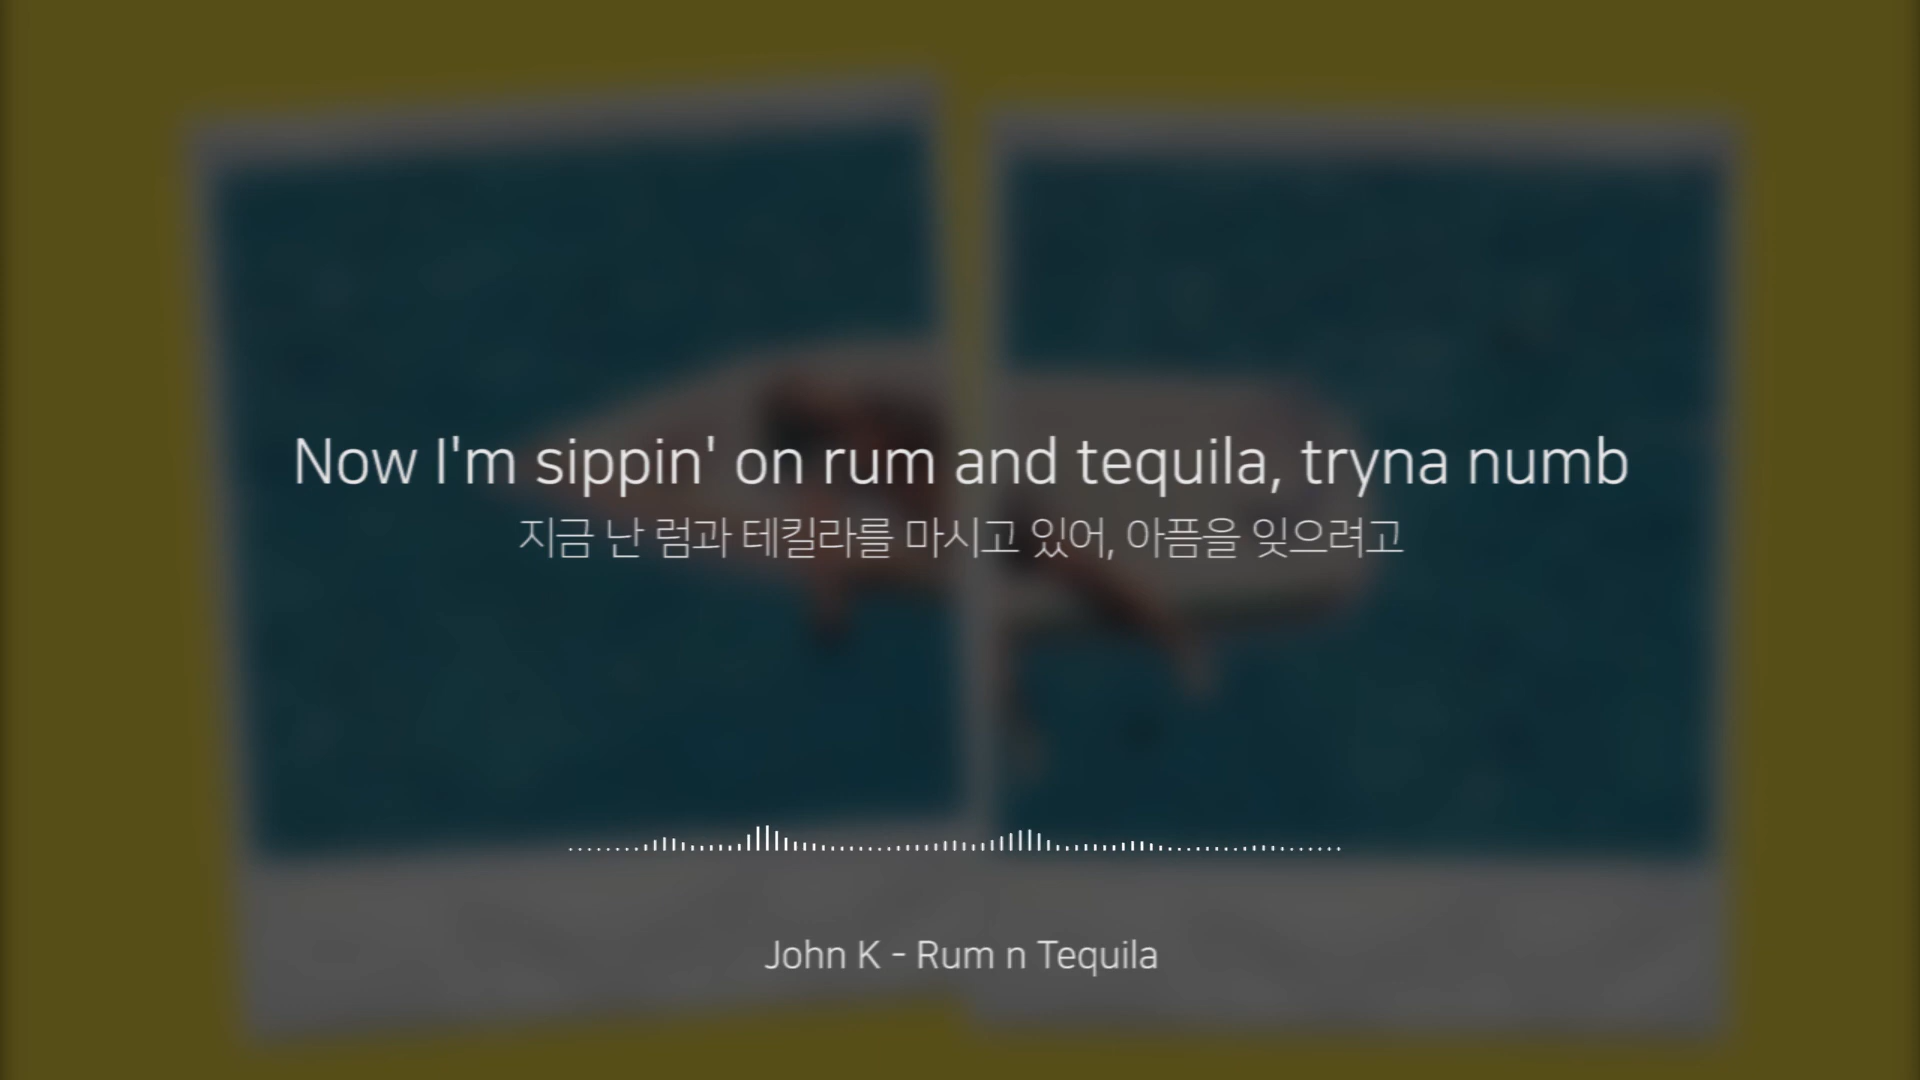 Now I'm sippin' on rum and tequila, tryna numb
지금 난 럼과 테킬라를 마시고 있어, 아픔을 잊으려고
John K - Rum n Tequila